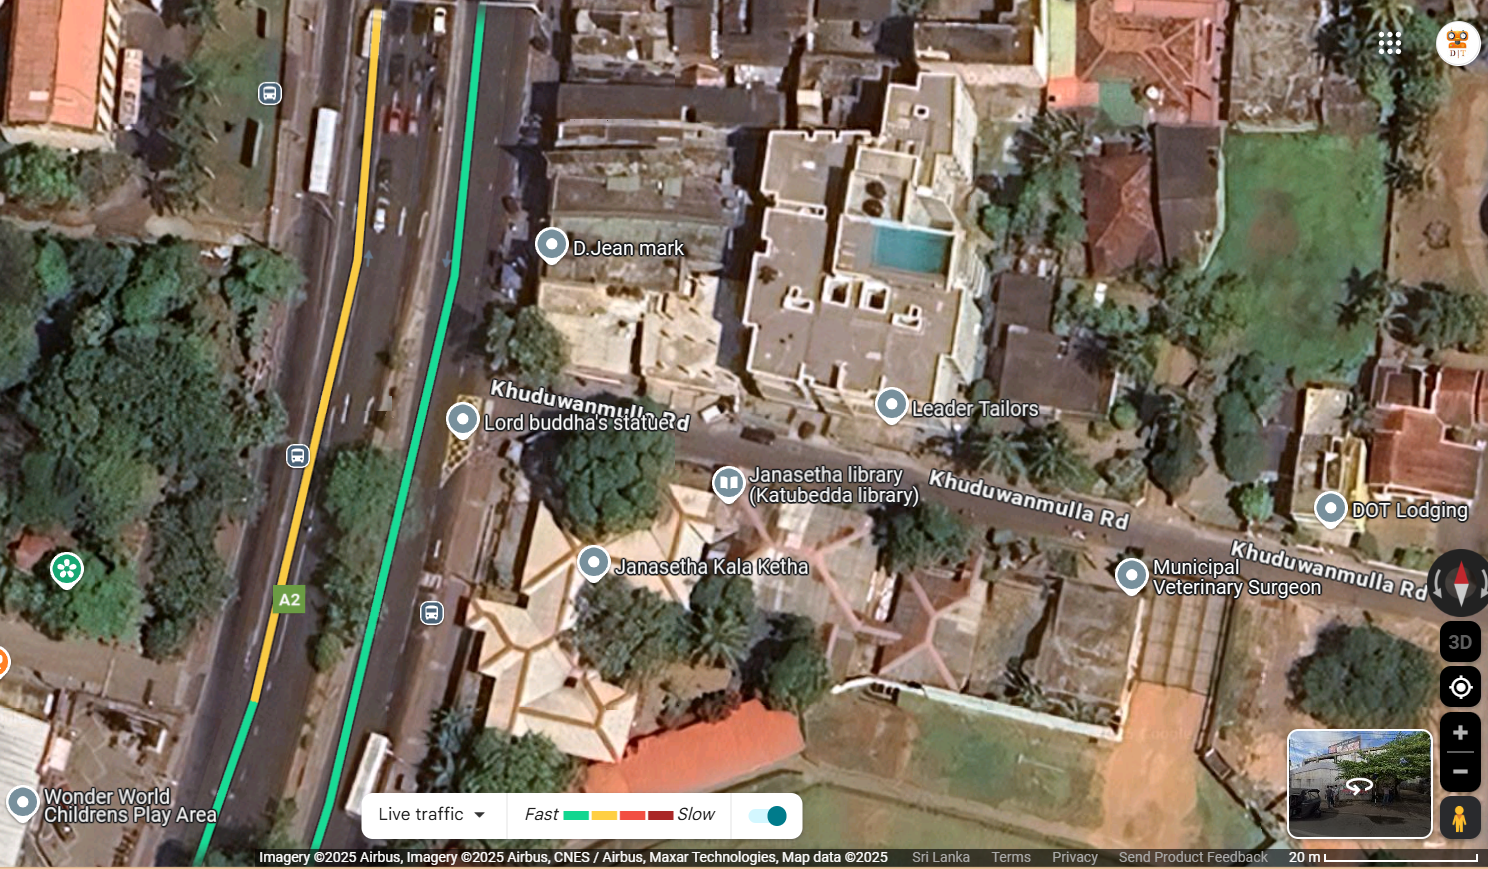 D.Jean mark
Khuduwanmulla Rd
Lord buddha's statue
Leader Tailors
Janasetha library
(Katubedda library)
Khuduwanmulla Rd
DOT Lodging
Khuduwanmulla Rd
Janasetha Kala Ketha
Municipal
Veterinary Surgeon
A2
3D
Wonder World
Childrens Play Area
Live traffic
Fast
Slow
Imagery ©2025 Airbus, Imagery ©2025 Airbus, CNES / Airbus, Maxar Technologies, Map data ©2025
Sri Lanka
Terms
Privacy
Send Product Feedback
20 m